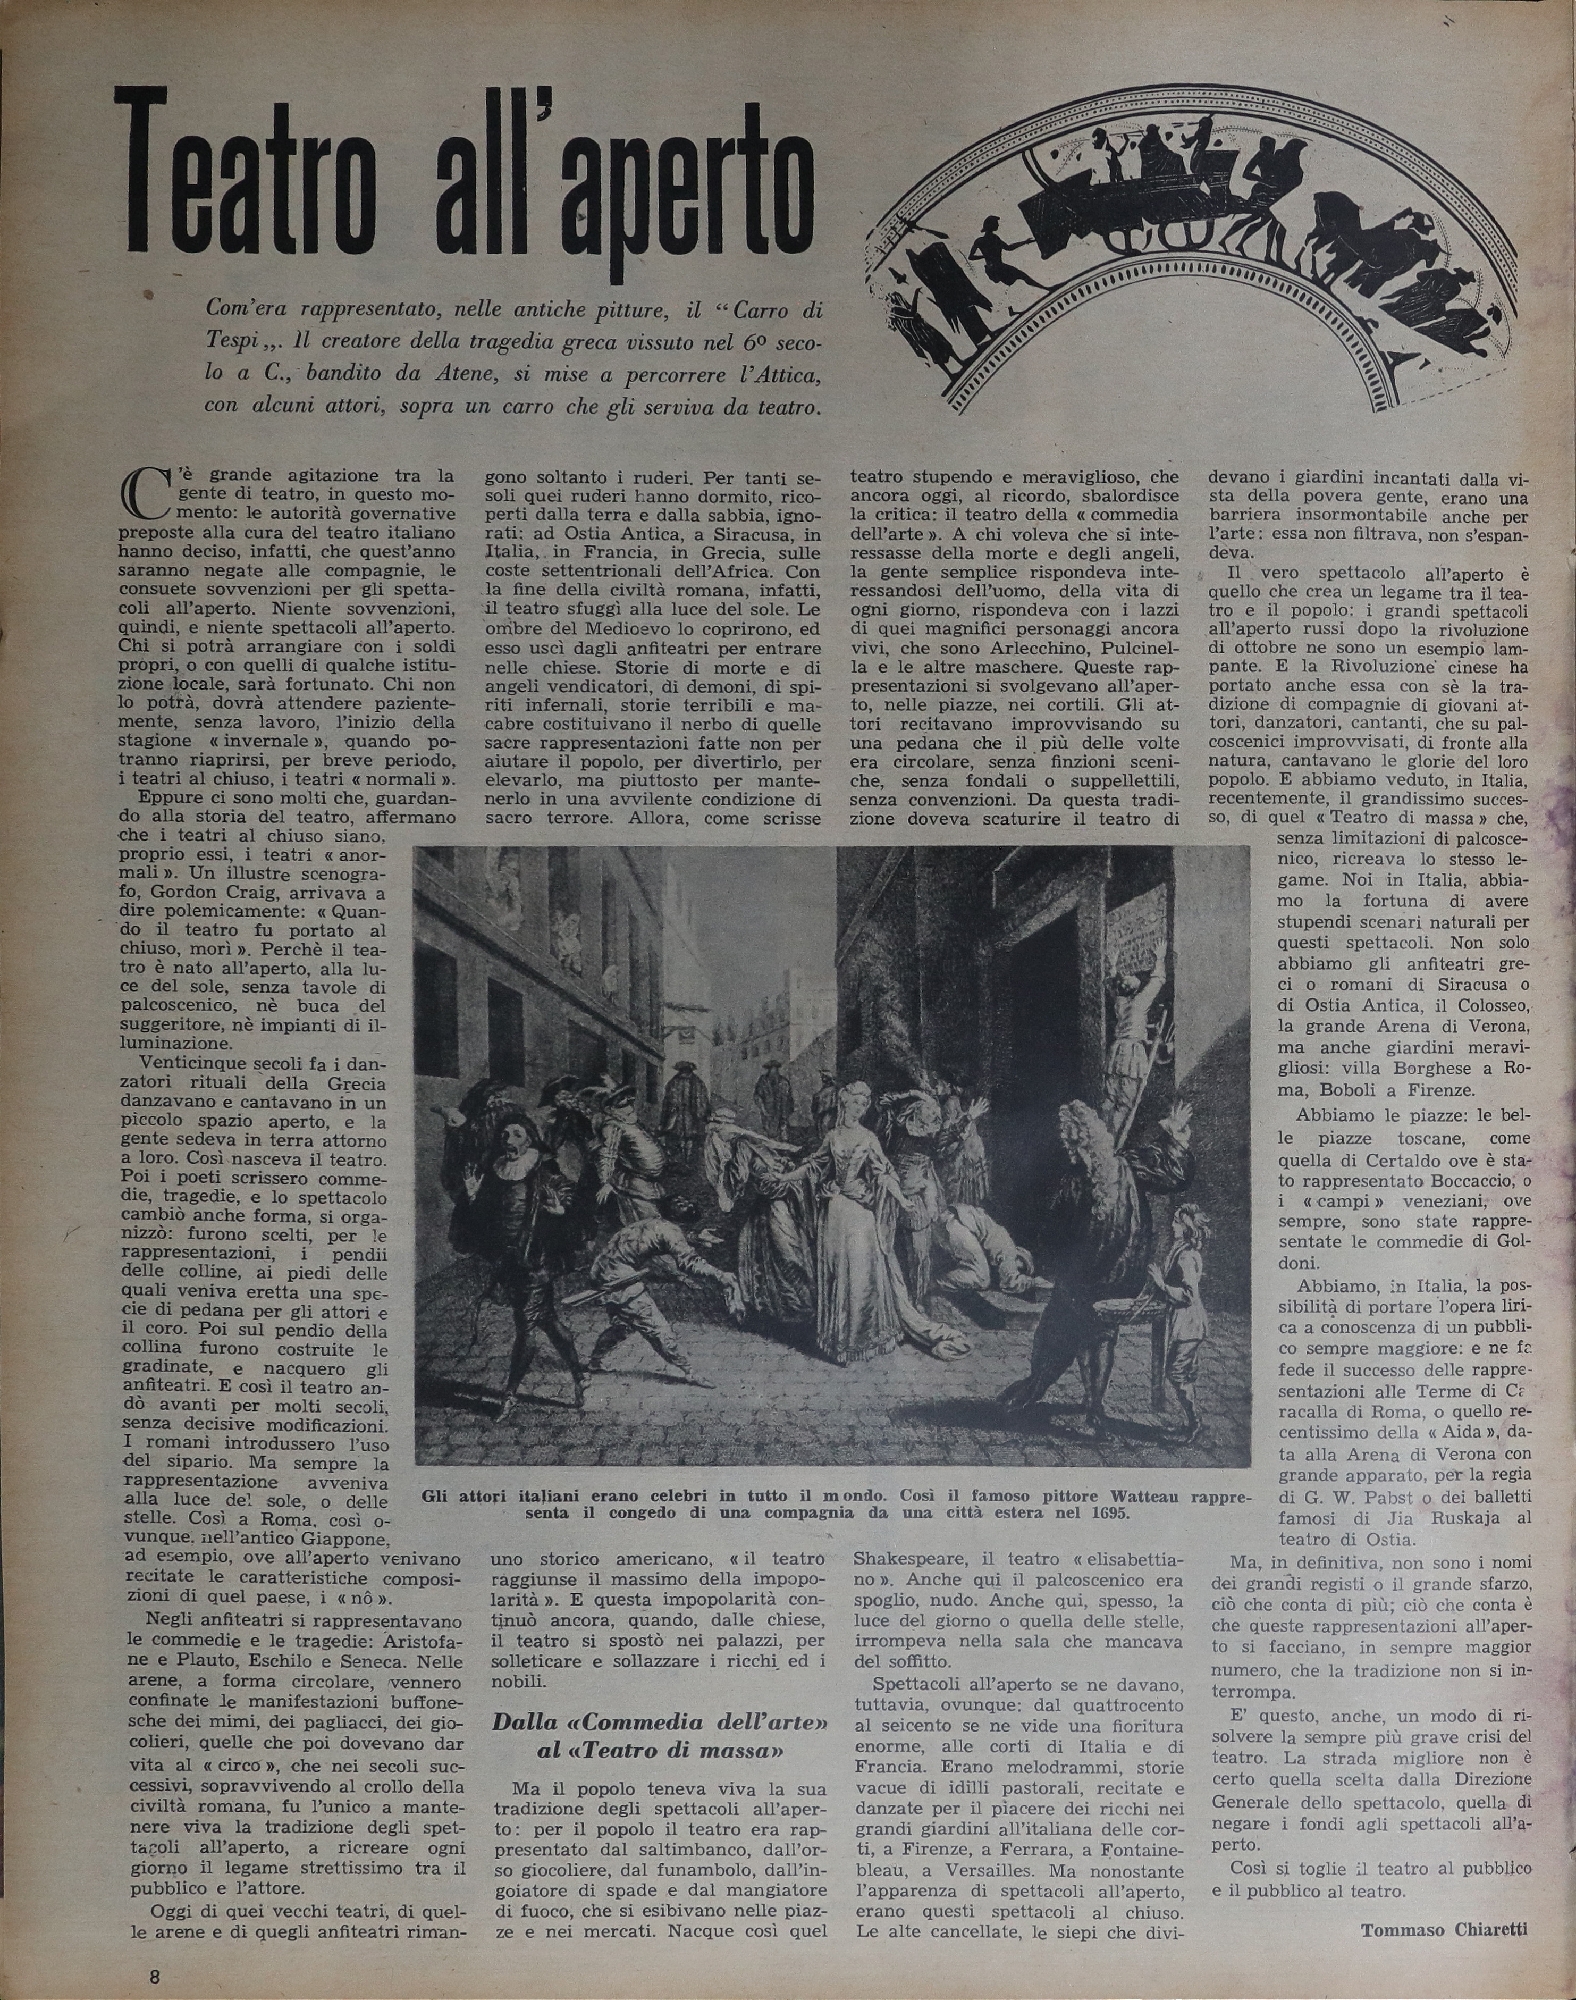 Teatro all'aperto
Com'era rappresentato, nelle antiche pitture, il “Carro di
Tespi„. Il creatore della tragedia greca vissuto nel 6º seco-
lo a C., bandito da Atene, si mise a percorrere l'Attica,
con alcuni attori, sopra un carro che gli serviva da teatro.
C'è grande agitazione tra la
gente di teatro, in questo mo-
mento: le autorità governative
preposte alla cura del teatro italiano
hanno deciso, infatti, che quest'anno
saranno negate alle compagnie, le
consuete sovvenzioni per gli spetta-
coli all'aperto. Niente sovvenzioni,
quindi, e niente spettacoli all'aperto.
Chi si potrà arrangiare con i soldi
propri, o con quelli di qualche istitu-
zione locale, sarà fortunato. Chi non
lo potrà, dovrà attendere paziente-
mente, senza lavoro, l'inizio della
stagione « invernale », quando po-
tranno riaprirsi, per breve periodo,
i teatri al chiuso, i teatri « normali ».
Eppure ci sono molti che, guardan-
do alla storia del teatro, affermano
che i teatri al chiuso siano,
proprio essi, i teatri « anor-
mali ». Un illustre scenogra-
fo, Gordon Craig, arrivava a
dire polemicamente: « Quan-
do il teatro fu portato al
chiuso, morì ». Perchè il tea-
tro è nato all'aperto, alla lu-
ce del sole, senza tavole di
palcoscenico, nè buca del
suggeritore, nè impianti di il-
luminazione.
Venticinque secoli fa i dan-
zatori rituali della Grecia
danzavano e cantavano in un
piccolo spazio aperto, e la
gente sedeva in terra attorno
a loro. Così nasceva il teatro.
Poi i poeti scrissero comme-
die, tragedie, e lo spettacolo
cambiò anche forma, si orga-
nizzò: furono scelti, per le
rappresentazioni, i pendii
delle colline, ai piedi delle
quali veniva eretta una spe-
cie di pedana per gli attori e
il coro. Poi sul pendio della
collina furono costruite le
gradinate, e nacquero gli
anfiteatri. E così il teatro an-
dò avanti per molti secoli,
senza decisive modificazioni.
I romani introdussero l'uso
del sipario. Ma sempre la
rappresentazione avveniva
alla luce del sole, o delle
stelle. Così a Roma, così o-
vunque, nell'antico Giappone,
ad esempio, ove all'aperto venivano
recitate le caratteristiche composi-
zioni di quel paese, i « nô ».
Negli anfiteatri si rappresentavano
le commedie e le tragedie: Aristofa-
ne e Plauto, Eschilo e Seneca. Nelle
arene, a forma circolare, vennero
confinate le manifestazioni buffone-
sche dei mimi, dei pagliacci, dei gio-
colieri, quelle che poi dovevano dar
vita al « circo », che nei secoli suc-
cessivi, sopravvivendo al crollo della
civiltà romana, fu l'unico a mante-
nere viva la tradizione degli spet-
tacoli all'aperto, a ricreare ogni
giorno il legame strettissimo tra il
pubblico e l'attore.
Oggi di quei vecchi teatri, di quel-
le arene e di quegli anfiteatri riman-
gono soltanto i ruderi. Per tanti se-
soli quei ruderi hanno dormito, rico-
perti dalla terra e dalla sabbia, igno-
rati: ad Ostia Antica, a Siracusa, in
Italia, in Francia, in Grecia, sulle
coste settentrionali dell'Africa. Con
la fine della civiltà romana, infatti,
il teatro sfuggì alla luce del sole. Le
ombre del Medioevo lo coprirono, ed
esso uscì dagli anfiteatri per entrare
nelle chiese. Storie di morte e di
angeli vendicatori, di demoni, di spi-
riti infernali, storie terribili e ma-
cabre costituivano il nerbo di quelle
sacre rappresentazioni fatte non per
aiutare il popolo, per divertirlo, per
elevarlo, ma piuttosto per mante-
nerlo in una avvilente condizione di
sacro terrore. Allora, come scrisse
uno storico americano, « il teatro
raggiunse il massimo della impopo-
larità ». E questa impopolarità con-
tinuò ancora, quando, dalle chiese,
il teatro si spostò nei palazzi, per
solleticare e sollazzare i ricchi ed i
nobili.
Dalla «Commedia dell'arte»
al «Teatro di massa»
Ma il popolo teneva viva la sua
tradizione degli spettacoli all'aper-
to: per il popolo il teatro era rap-
presentato dal saltimbanco, dall'or-
so giocoliere, dal funambolo, dall'in-
goiatore di spade e dal mangiatore
di fuoco, che si esibivano nelle piaz-
ze e nei mercati. Nacque così quel
teatro stupendo e meraviglioso, che
ancora oggi, al ricordo, sbalordisce
la critica: il teatro della « commedia
dell'arte ». A chi voleva che si inte-
ressasse della morte e degli angeli,
la gente semplice rispondeva inte-
ressandosi dell'uomo, della vita di
ogni giorno, rispondeva con i lazzi
di quei magnifici personaggi ancora
vivi, che sono Arlecchino, Pulcinel-
la e le altre maschere. Queste rap-
presentazioni si svolgevano all'aper-
to, nelle piazze, nei cortili. Gli at-
tori recitavano improvvisando su
una pedana che il più delle volte
era circolare, senza finzioni sceni-
che, senza fondali o suppellettili,
senza convenzioni. Da questa tradi-
zione doveva scaturire il teatro di
Shakespeare, il teatro « elisabettia-
no ». Anche qui il palcoscenico era
spoglio, nudo. Anche qui, spesso, la
luce del giorno o quella delle stelle,
irrompeva nella sala che mancava
del soffitto.
Spettacoli all'aperto se ne davano,
tuttavia, ovunque: dal quattrocento
al seicento se ne vide una fioritura
enorme, alle corti di Italia e di
Francia. Erano melodrammi, storie
vacue di idilli pastorali, recitate e
danzate per il piacere dei ricchi nei
grandi giardini all'italiana delle cor-
ti, a Firenze, a Ferrara, a Fontaine-
bleau, a Versailles. Ma nonostante
l'apparenza di spettacoli all'aperto,
erano questi spettacoli al chiuso.
Le alte cancellate, le siepi che divi-
devano i giardini incantati dalla vi-
sta della povera gente, erano una
barriera insormontabile anche per
l'arte: essa non filtrava, non s'espan-
deva.
Il vero spettacolo all'aperto è
quello che crea un legame tra il tea-
tro e il popolo: i grandi spettacoli
all'aperto russi dopo la rivoluzione
di ottobre ne sono un esempio lam-
pante. E la Rivoluzione cinese ha
portato anche essa con sè la tra-
dizione di compagnie di giovani at-
tori, danzatori, cantanti, che su pal-
coscenici improvvisati, di fronte alla
natura, cantavano le glorie del loro
popolo. E abbiamo veduto, in Italia,
recentemente, il grandissimo succes-
so, di quel « Teatro di massa » che,
senza limitazioni di palcosce-
nico, ricreava lo stesso le-
game. Noi in Italia, abbia-
mo la fortuna di avere
stupendi scenari naturali per
questi spettacoli. Non solo
abbiamo gli anfiteatri gre-
ci o romani di Siracusa o
di Ostia Antica, il Colosseo,
la grande Arena di Verona,
ma anche giardini meravi-
gliosi: villa Borghese a Ro-
ma, Boboli a Firenze.
Abbiamo le piazze: le bel-
le piazze toscane, come
quella di Certaldo ove è sta-
to rappresentato Boccaccio, o
i « campi » veneziani, ove
sempre, sono state rappre-
sentate le commedie di Gol-
doni.
Abbiamo, in Italia, la pos-
sibilità di portare l'opera liri-
ca a conoscenza di un pubbli-
co sempre maggiore: e ne fa
fede il successo delle rappre-
sentazioni alle Terme di Ca
racalla di Roma, o quello re-
centissimo della « Aida », da-
ta alla Arena di Verona con
grande apparato, per la regia
di G. W. Pabst o dei balletti
famosi di Jia Ruskaja al
teatro di Ostia.
Ma, in definitiva, non sono i nomi
dei grandi registi o il grande sfarzo,
ciò che conta di più; ciò che conta è
che queste rappresentazioni all'aper-
to si facciano, in sempre maggior
numero, che la tradizione non si in-
terrompa.
E' questo, anche, un modo di ri-
solvere la sempre più grave crisi del
teatro. La strada migliore non è
certo quella scelta dalla Direzione
Generale dello spettacolo, quella di
negare i fondi agli spettacoli all'a-
perto.
Così si toglie il teatro al pubblico
e il pubblico al teatro.
Tommaso Chiaretti
Gli attori italiani erano celebri in tutto il mondo. Così il famoso pittore Watteau rappre-
senta il congedo di una compagnia da una città estera nel 1695.
8